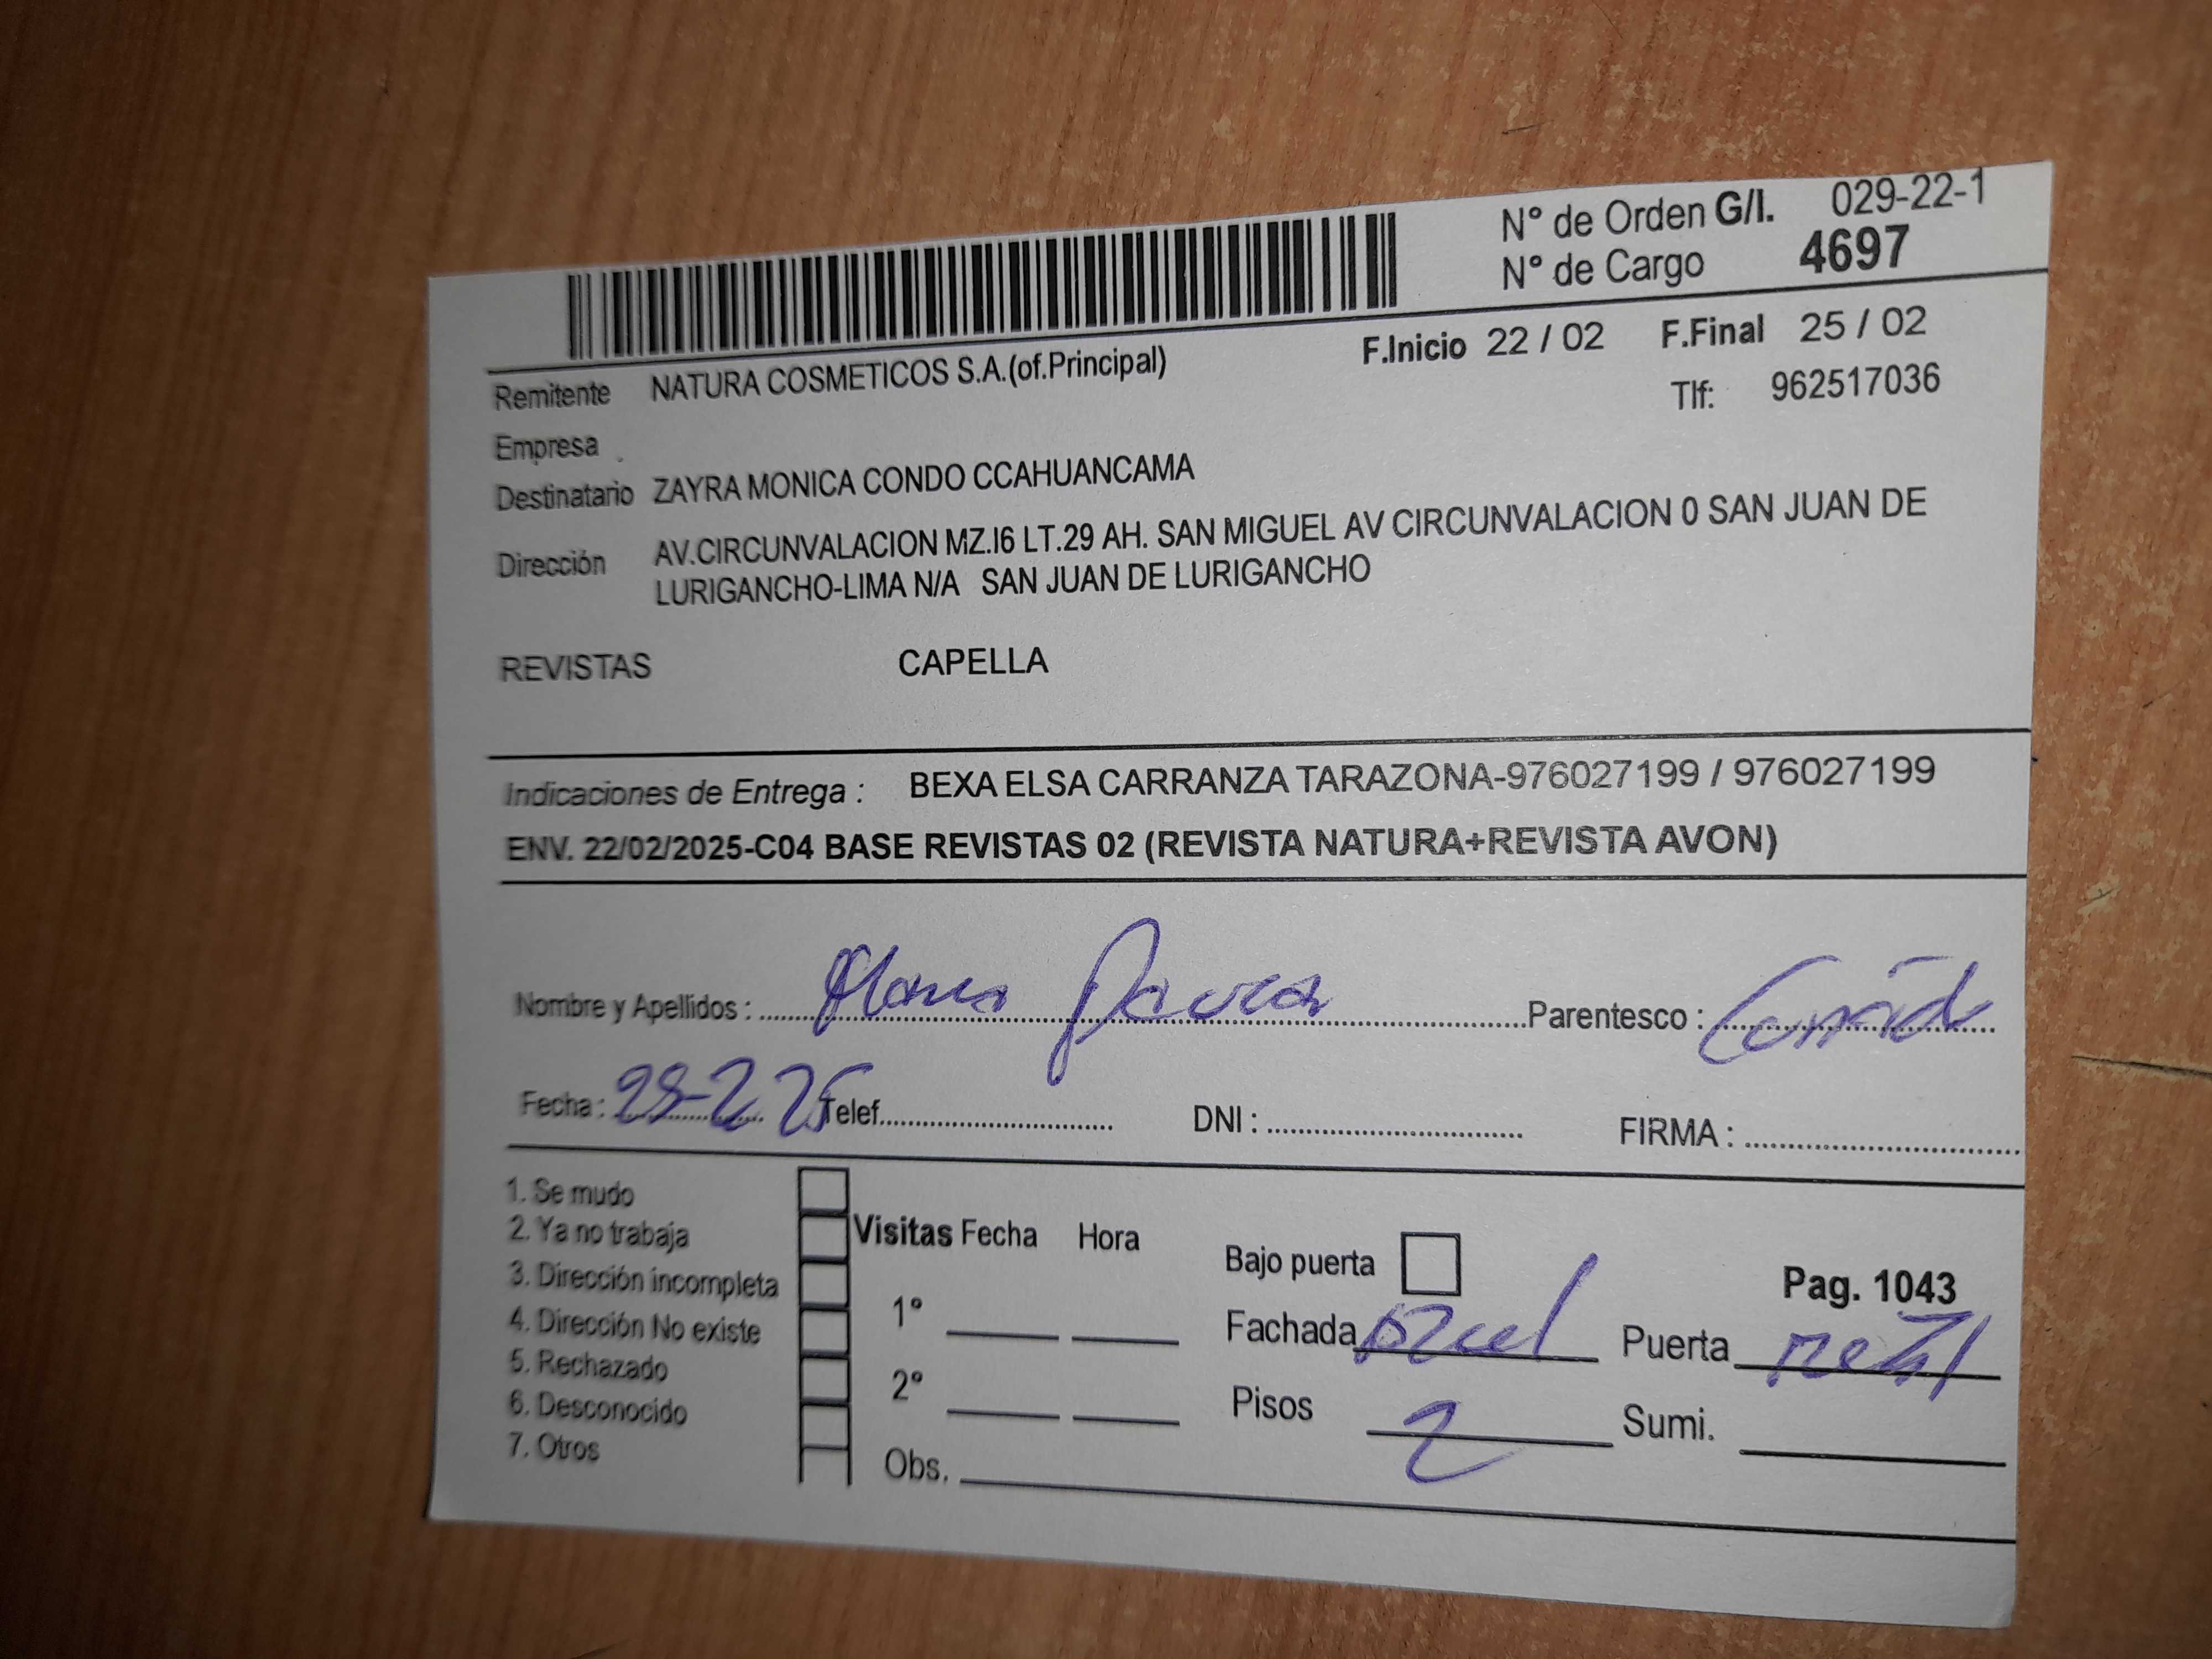 N° de Orden G/I. 029-22-1
N° de Cargo 4697
F.Inicio 22 / 02 F.Final 25 / 02
Remitente NATURA COSMETICOS S.A.(of.Principal)
Tlf: 962517036
Empresa .
Destinatario ZAYRA MONICA CONDO CCAHUANCAMA
Dirección AV.CIRCUNVALACION MZ.I6 LT.29 AH. SAN MIGUEL AV CIRCUNVALACION 0 SAN JUAN DE
LURIGANCHO-LIMA N/A SAN JUAN DE LURIGANCHO
REVISTAS CAPELLA
Indicaciones de Entrega : BEXA ELSA CARRANZA TARAZONA-976027199 / 976027199
ENV. 22/02/2025-C04 BASE REVISTAS 02 (REVISTA NATURA+REVISTA AVON)
Nombre y Apellidos : Parentesco :
Fecha : Telef. DNI : FIRMA :
1. Se mudo
2. Ya no trabaja
3. Dirección incompleta
4. Dirección No existe
5. Rechazado
6. Desconocido
7. Otros
Visitas Fecha Hora
1°
2°
Obs.
Bajo puerta
Pag. 1043
Fachada Puerta
Pisos 2 Sumi.